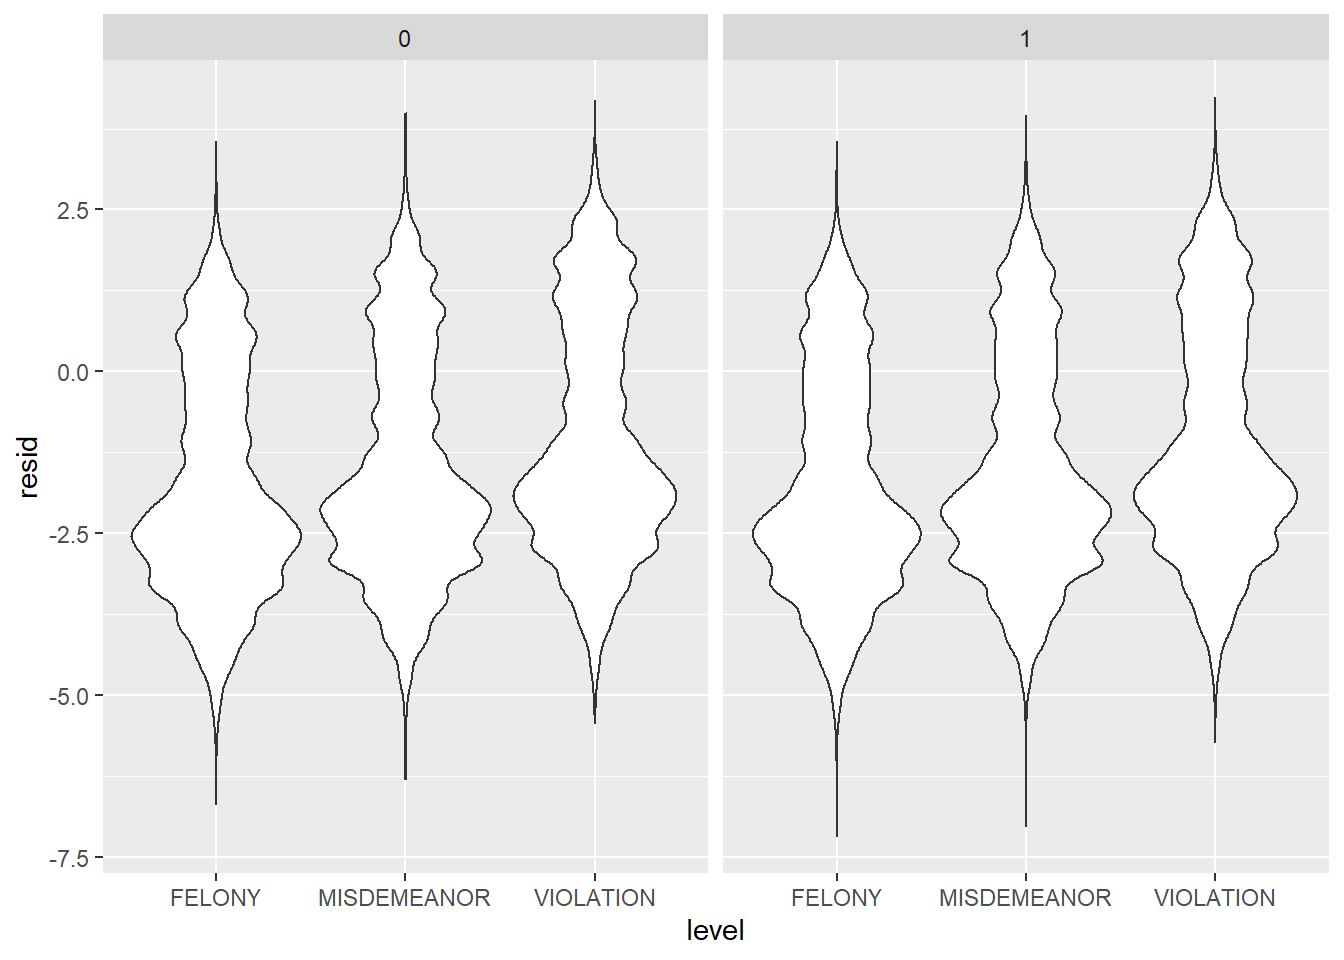 0
1
2.5
0.0
-2.5
-5.0
-7.5
resid
FELONY
MISDEMEANOR
VIOLATION
FELONY
MISDEMEANOR
VIOLATION
level